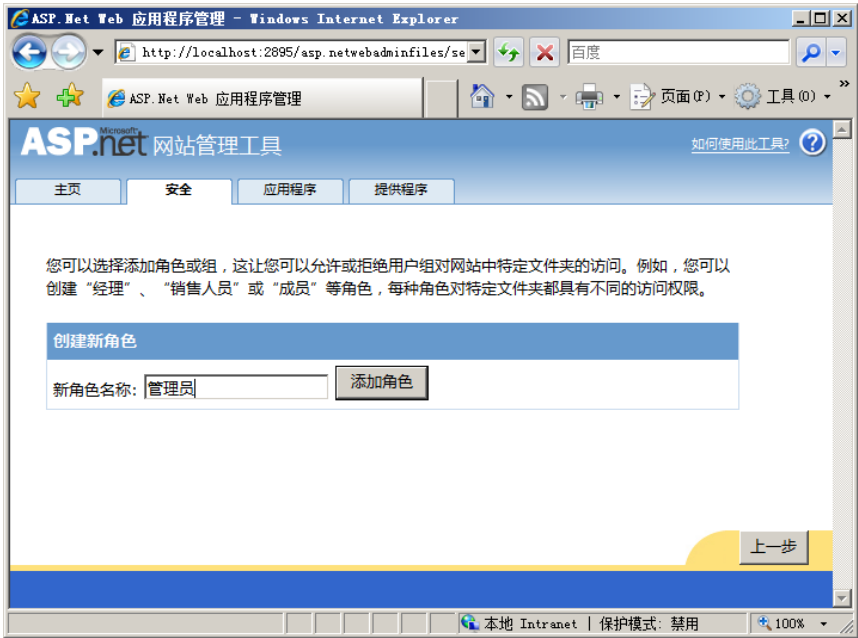 ASP.Net Web 应用程序管理 - Windows Internet Explorer
http://localhost:2895/asp.netwebadminfiles/se
百度
ASP.Net Web 应用程序管理
页面(P)
工具(O)
»
Microsoft
ASP.net 网站管理工具
如何使用此工具?
?
主页
安全
应用程序
提供程序
您可以选择添加角色或组，这让您可以允许或拒绝用户组对网站中特定文件夹的访问。例如，您可以
创建“经理”、“销售人员”或“成员”等角色，每种角色对特定文件夹都具有不同的访问权限。
创建新角色
新角色名称: 管理员 添加角色
上一步
本地 Intranet | 保护模式: 禁用
100%